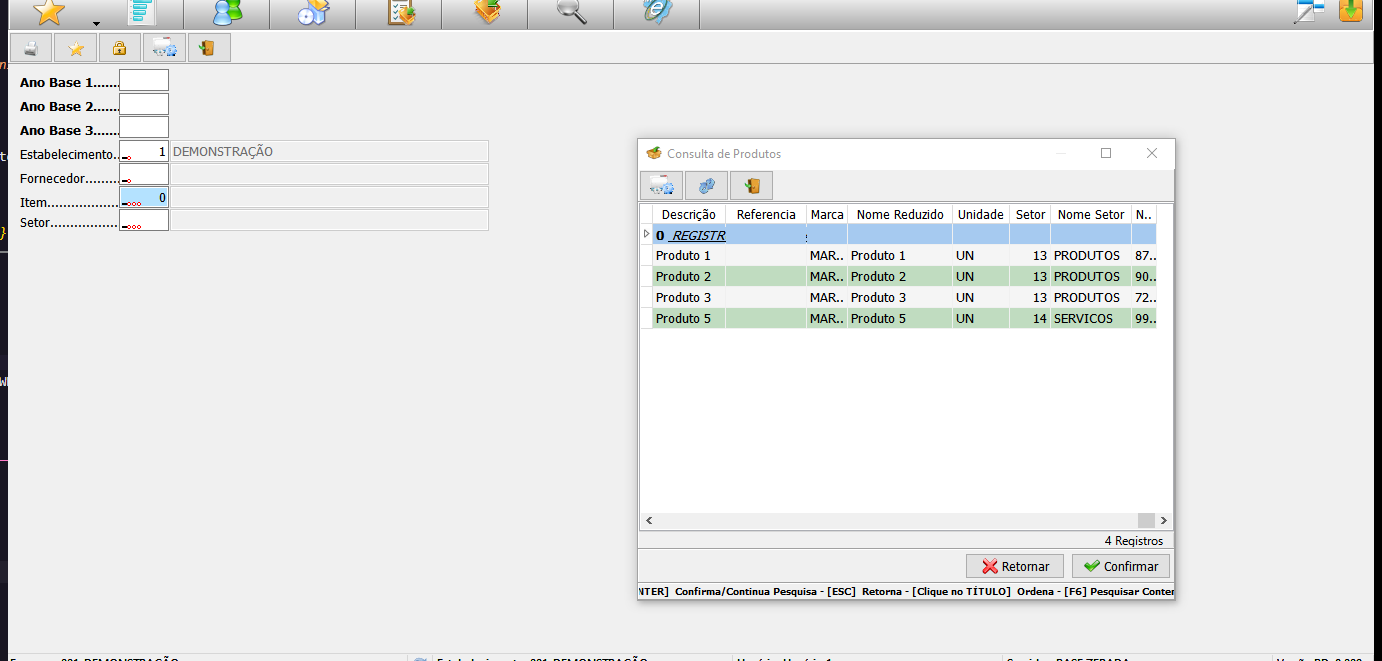 Ano Base 1......
Ano Base 2......
Ano Base 3......
Estabelecimento.. 1 DEMONSTRAÇÃO
Fornecedor........
Item................. 0
Setor................
Consulta de Produtos
Descrição Referencia Marca Nome Reduzido Unidade Setor Nome Setor N..
0 REGISTR
Produto 1 MAR.. Produto 1 UN 13 PRODUTOS 87..
Produto 2 MAR.. Produto 2 UN 13 PRODUTOS 90..
Produto 3 MAR.. Produto 3 UN 13 PRODUTOS 72..
Produto 5 MAR.. Produto 5 UN 14 SERVICOS 99..
4 Registros
Retornar Confirmar
NTER] Confirma/Continua Pesquisa - [ESC] Retorna - [Clique no TÍTULO] Ordena - [F6] Pesquisar Conter